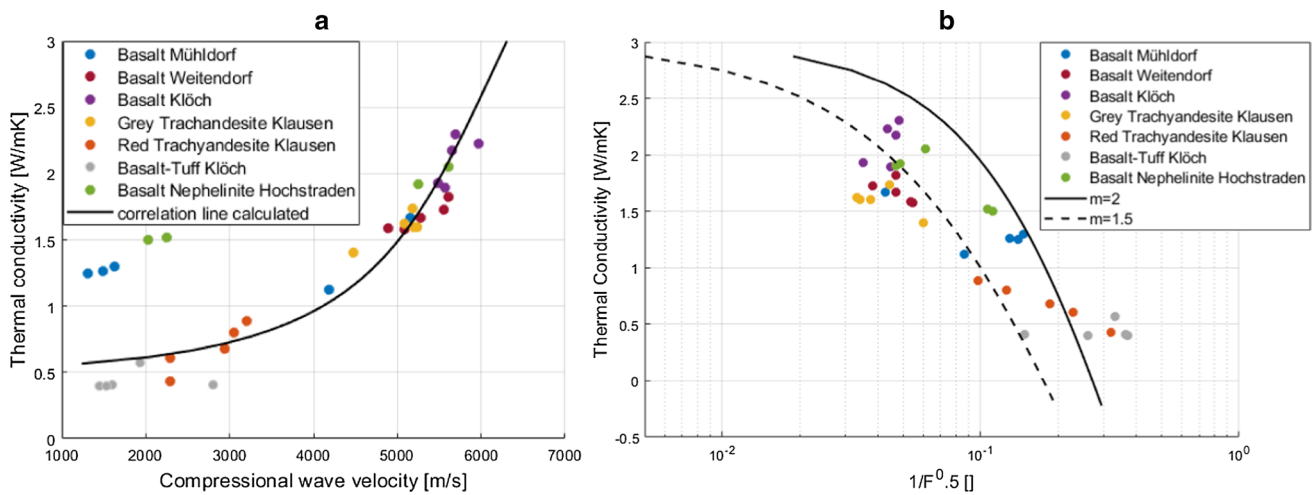 a
Thermal conductivity [W/mK]
3
2.5
2
1.5
1
0.5
0
Basalt Mühldorf
Basalt Weitendorf
Basalt Klöch
Grey Trachandesite Klausen
Red Trachyandesite Klausen
Basalt-Tuff Klöch
Basalt Nephelinite Hochstraden
correlation line calculated
1000 2000 3000 4000 5000 6000 7000
Compressional wave velocity [m/s]
b
Thermal Conductivity [W/mK]
3
2.5
2
1.5
1
0.5
0
-0.5
Basalt Mühldorf
Basalt Weitendorf
Basalt Klöch
Grey Trachyandesite Klausen
Red Trachyandesite Klausen
Basalt-Tuff Klöch
Basalt Nephelinite Hochstraden
m=2
m=1.5
10⁻² 10⁻¹ 10⁰
1/F⁰.5 []